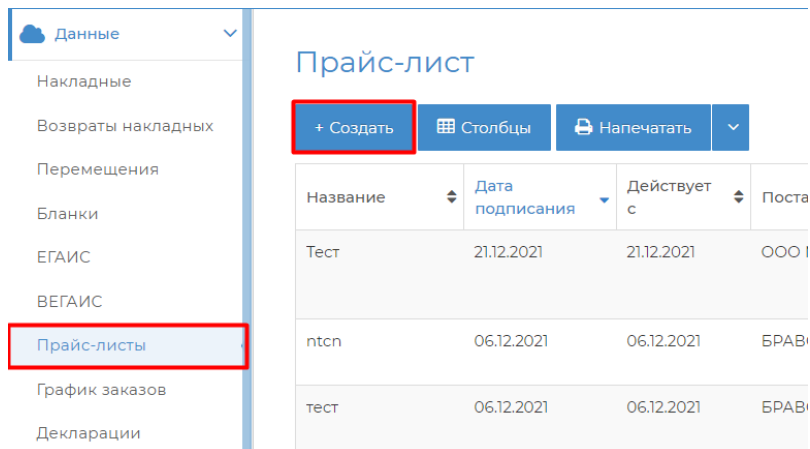 Данные
Накладные
Возвраты накладных
Перемещения
Бланки
ЕГАИС
ВЕГАИС
Прайс-листы
График заказов
Декларации
Прайс-лист
+ Создать Столбцы Напечатать
Название Дата подписания Действует с
Тест 21.12.2021 21.12.2021 ООО
ntcn 06.12.2021 06.12.2021
тест 06.12.2021 06.12.2021